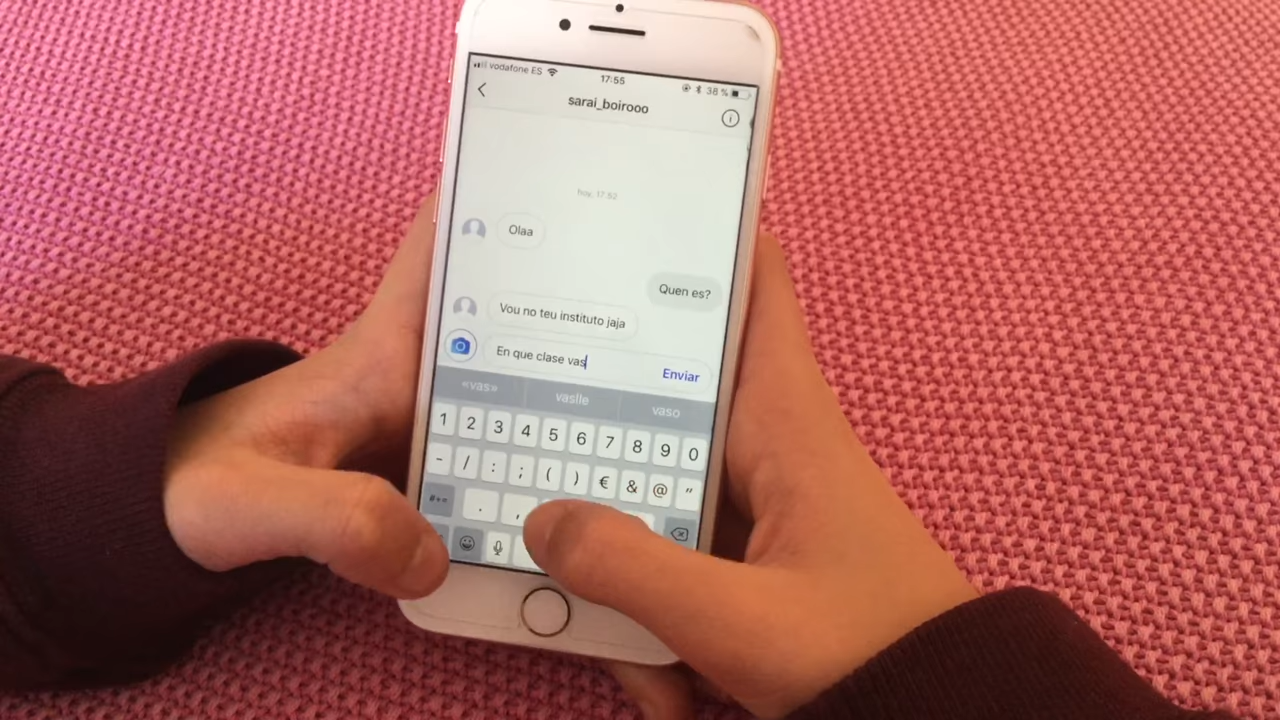 vodafone ES 17:55 38 %
sarai_boirooo
hoy, 17:53
Olaa
Quen es?
Vou no teu instituto jaja
En que clase vas
Enviar
«vas» vaslle vaso
1 2 3 4 5 6 7 8 9 0
- / : ; ( ) € & @ "
#+= . ,